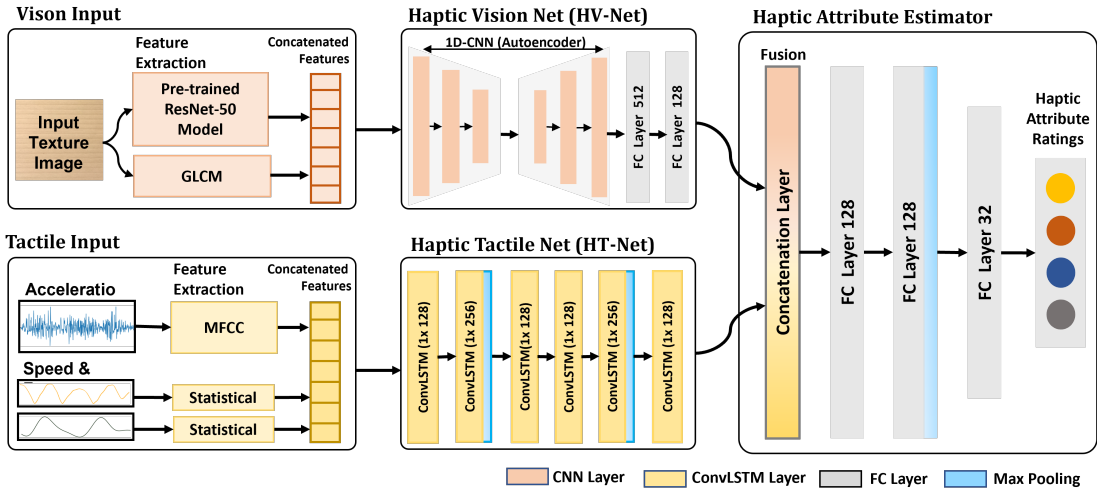 Vison Input
Feature
Extraction
Concatenated
Features
Input
Texture
Image
Pre-trained
ResNet-50
Model
GLCM
Haptic Vision Net (HV-Net)
1D-CNN (Autoencoder)
FC Layer 512
FC Layer 128
Tactile Input
Feature
Extraction
Concatenated
Features
Acceleratio
MFCC
Speed &
Statistical
Statistical
Haptic Tactile Net (HT-Net)
ConvLSTM (1x 128)
ConvLSTM (1x 256)
ConvLSTM(1x 128)
ConvLSTM (1x 128)
ConvLSTM (1x 256)
ConvLSTM (1x 128)
Haptic Attribute Estimator
Fusion
Concatenation Layer
FC Layer 128
FC Layer 128
FC Layer 32
Haptic
Attribute
Ratings
CNN Layer
ConvLSTM Layer
FC Layer
Max Pooling